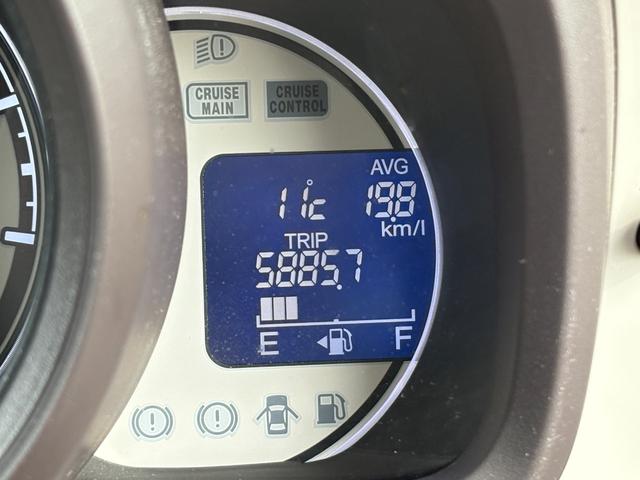 CRUISE
MAIN
CRUISE
CONTROL
AVG
11°c 19.8
km/l
TRIP
5885.7
E F